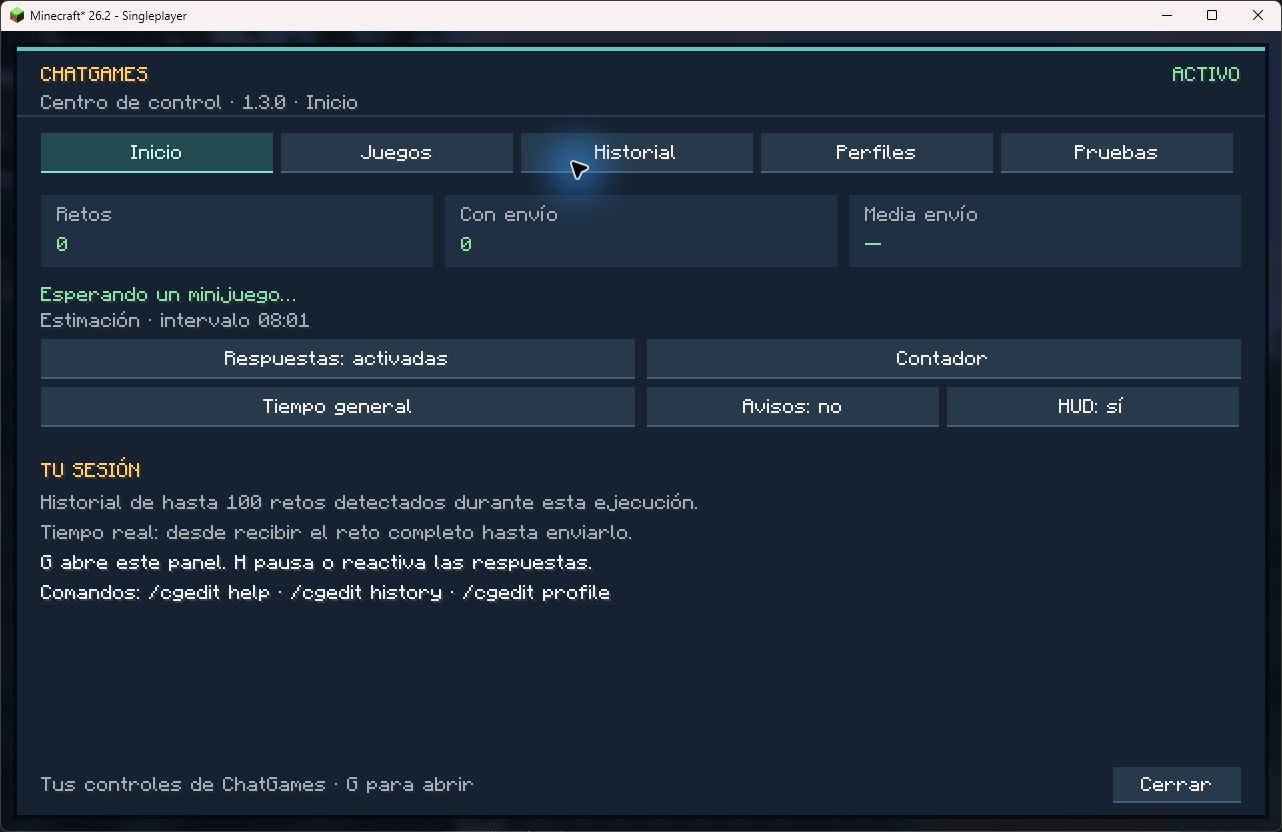 Minecraft* 26.2 - Singleplayer
CHATGAMES
ACTIVO
Centro de control · 1.3.0 · Inicio
Inicio
Juegos
Historial
Perfiles
Pruebas
Retos
Con envío
Media envío
0
0
—
Esperando un minijuego...
Estimación · intervalo 08:01
Respuestas: activadas
Contador
Tiempo general
Avisos: no
HUD: sí
TU SESIÓN
Historial de hasta 100 retos detectados durante esta ejecución.
Tiempo real: desde recibir el reto completo hasta enviarlo.
G abre este panel. H pausa o reactiva las respuestas.
Comandos: /cgedit help · /cgedit history · /cgedit profile
Tus controles de ChatGames · G para abrir
Cerrar